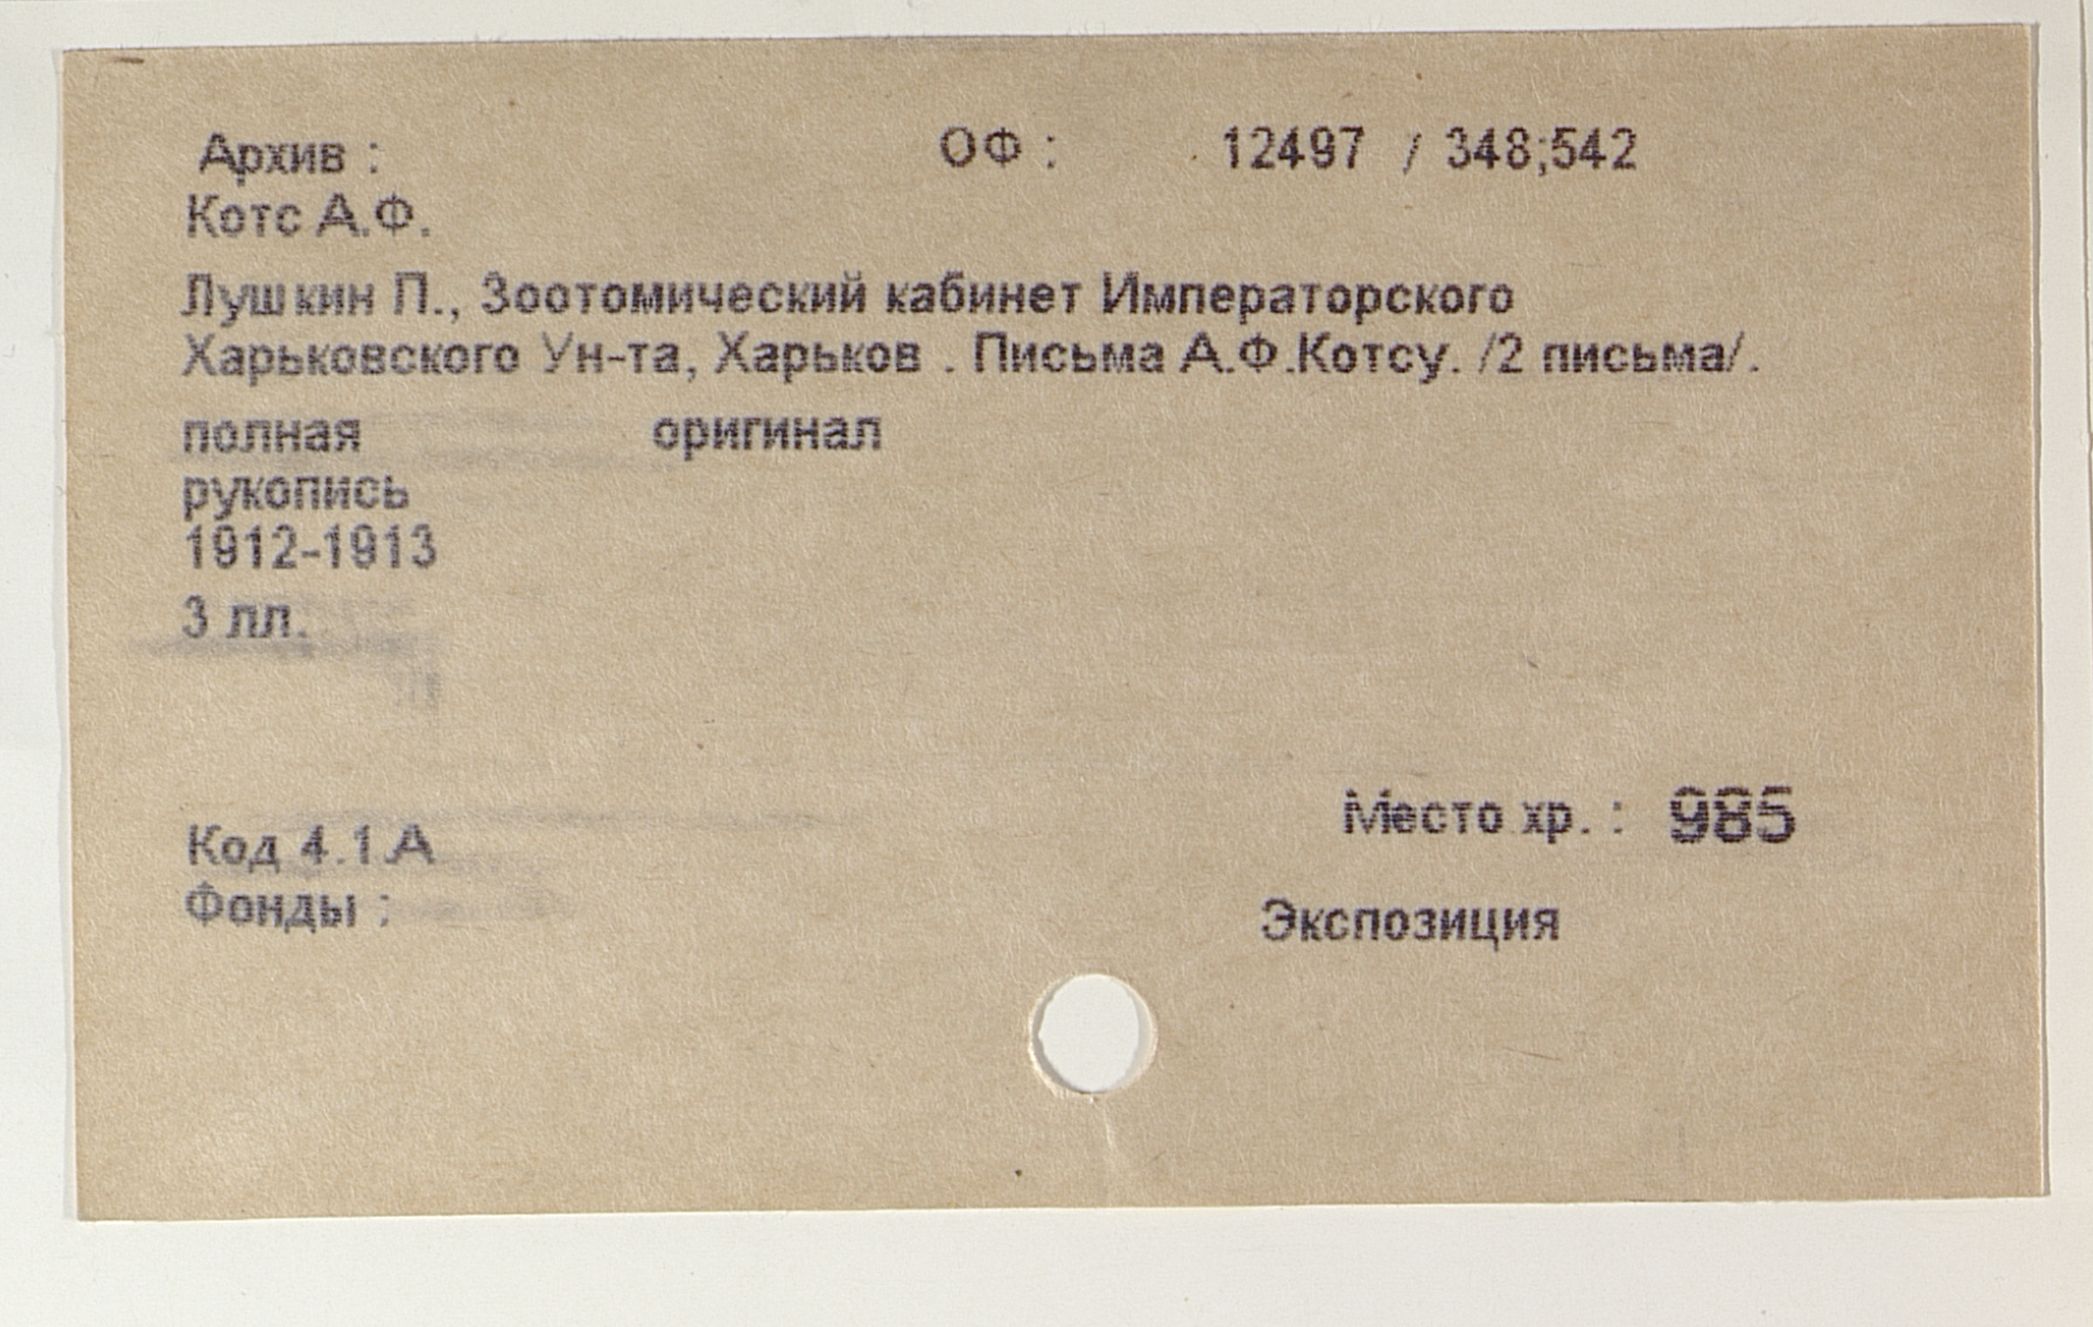 Архив :	ОФ :	12497 / 348;542
Котс А.Ф.
Лушкин П., Зоотомический кабинет Императорского
Харьковского Ун-та, Харьков . Письма А.Ф.Котсу. /2 письма/.
полная	оригинал
рукопись
1912-1913
3 лл.
Место хр. : 985
Код 4.1.А
Фонды :	Экспозиция